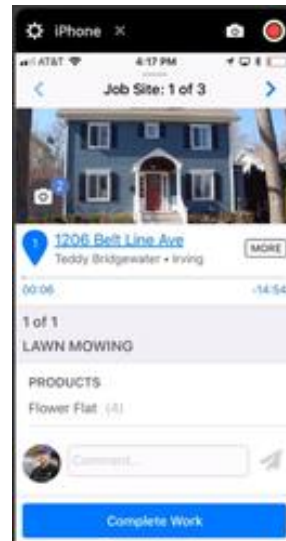 iPhone
AT&T 4:17 PM
Job Site: 1 of 3
2
1 1206 Belt Line Ave MORE
Teddy Bridgewater • Irving
00:06 -14:54
1 of 1
LAWN MOWING
PRODUCTS
Flower Flat (4)
Comment...
Complete Work